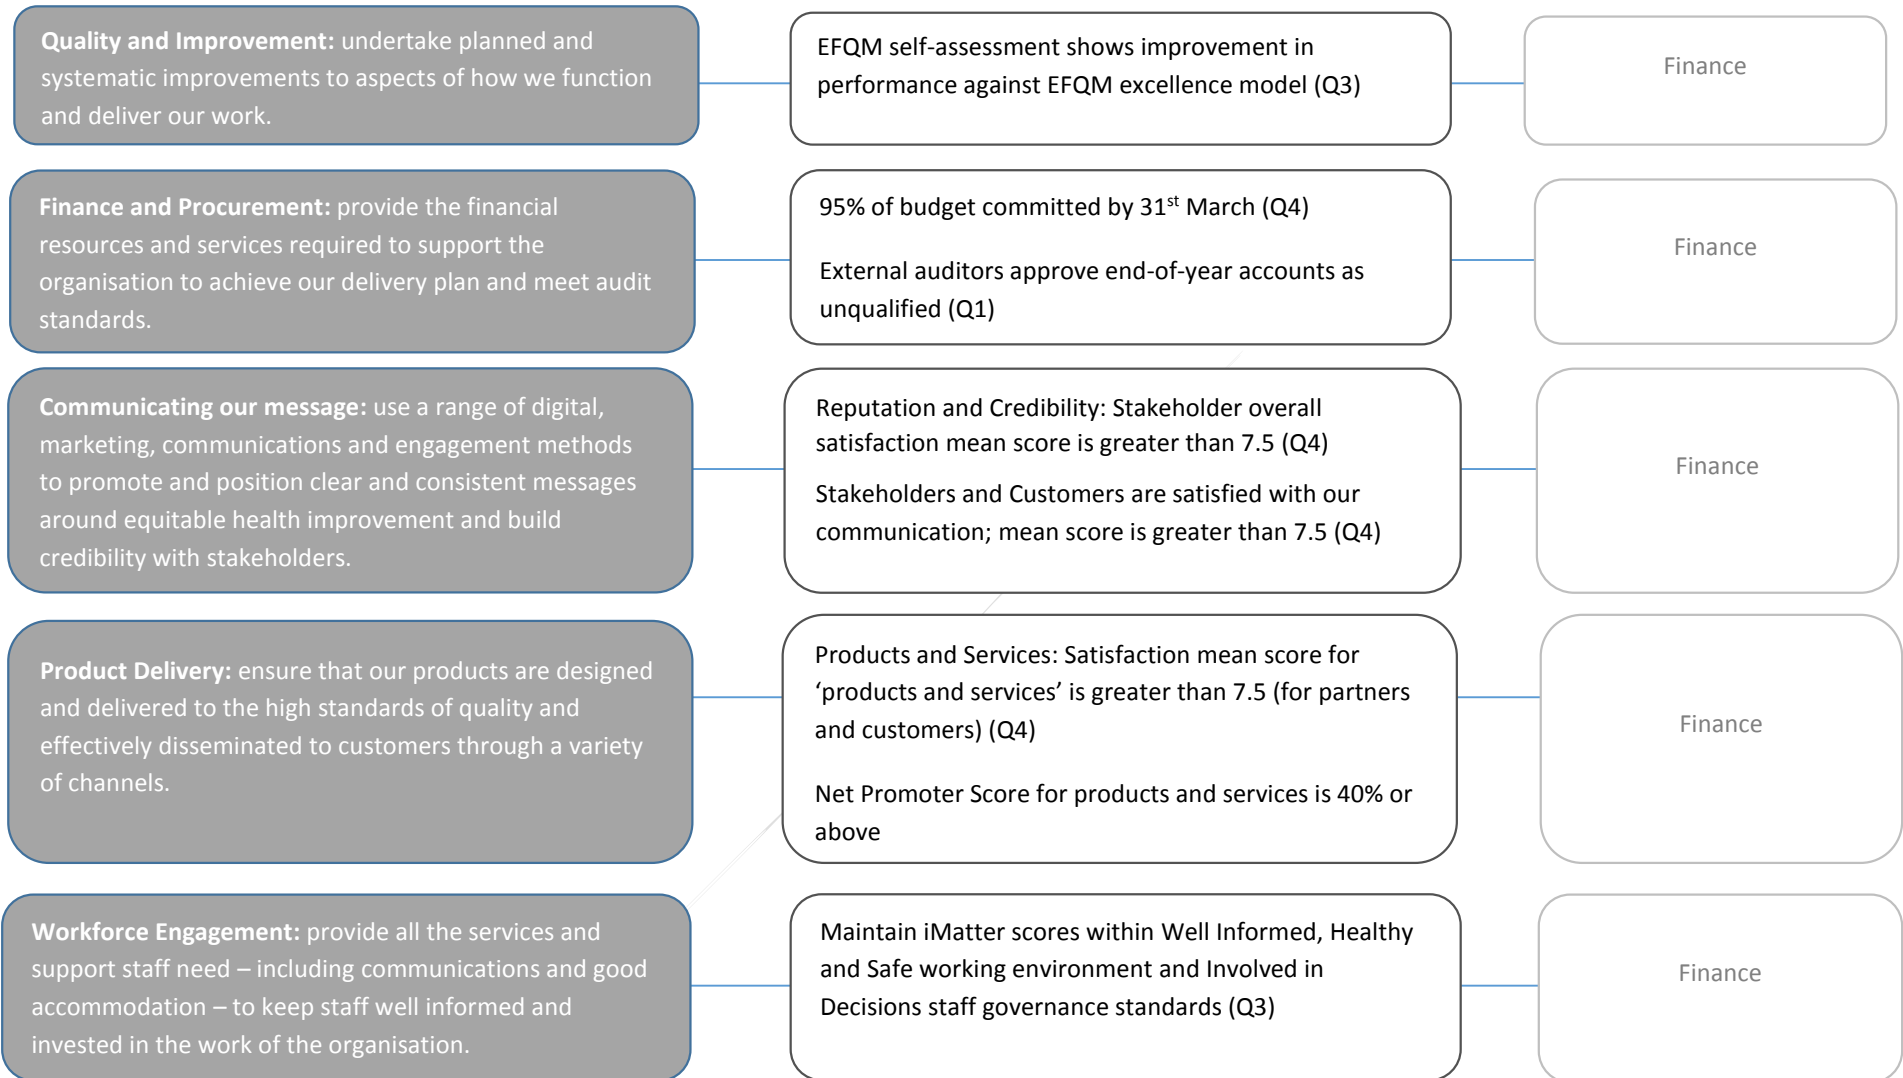 Quality and Improvement: undertake planned and
systematic improvements to aspects of how we function
and deliver our work.
EFQM self-assessment shows improvement in
performance against EFQM excellence model (Q3)
Finance
Finance and Procurement: provide the financial
resources and services required to support the
organisation to achieve our delivery plan and meet audit
standards.
95% of budget committed by 31st March (Q4)
External auditors approve end-of-year accounts as
unqualified (Q1)
Finance
Communicating our message: use a range of digital,
marketing, communications and engagement methods
to promote and position clear and consistent messages
around equitable health improvement and build
credibility with stakeholders.
Reputation and Credibility: Stakeholder overall
satisfaction mean score is greater than 7.5 (Q4)
Stakeholders and Customers are satisfied with our
communication; mean score is greater than 7.5 (Q4)
Finance
Product Delivery: ensure that our products are designed
and delivered to the high standards of quality and
effectively disseminated to customers through a variety
of channels.
Products and Services: Satisfaction mean score for
‘products and services’ is greater than 7.5 (for partners
and customers) (Q4)
Net Promoter Score for products and services is 40% or
above
Finance
Workforce Engagement: provide all the services and
support staff need – including communications and good
accommodation – to keep staff well informed and
invested in the work of the organisation.
Maintain iMatter scores within Well Informed, Healthy
and Safe working environment and Involved in
Decisions staff governance standards (Q3)
Finance